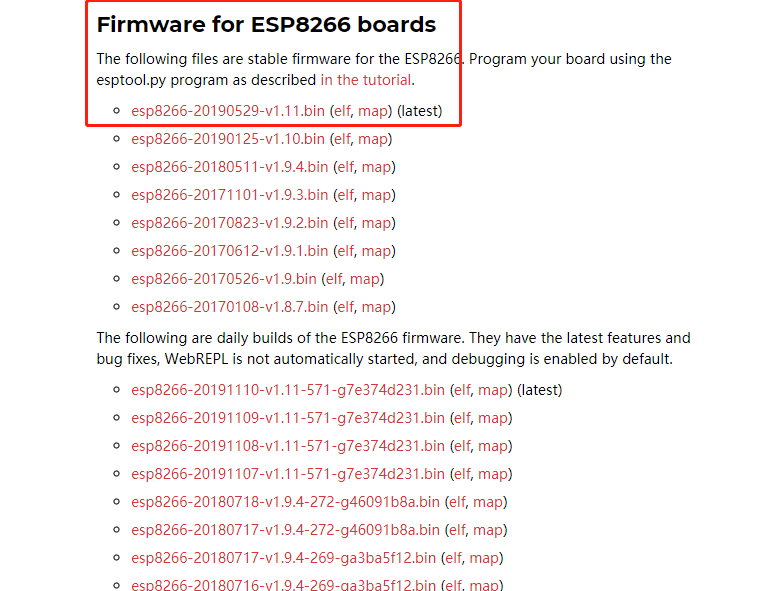 Firmware for ESP8266 boards
The following files are stable firmware for the ESP8266. Program your board using the
esptool.py program as described in the tutorial.
esp8266-20190529-v1.11.bin (elf, map) (latest)
esp8266-20190125-v1.10.bin (elf, map)
esp8266-20180511-v1.9.4.bin (elf, map)
esp8266-20171101-v1.9.3.bin (elf, map)
esp8266-20170823-v1.9.2.bin (elf, map)
esp8266-20170612-v1.9.1.bin (elf, map)
esp8266-20170526-v1.9.bin (elf, map)
esp8266-20170108-v1.8.7.bin (elf, map)
The following are daily builds of the ESP8266 firmware. They have the latest features and
bug fixes, WebREPL is not automatically started, and debugging is enabled by default.
esp8266-20191110-v1.11-571-g7e374d231.bin (elf, map) (latest)
esp8266-20191109-v1.11-571-g7e374d231.bin (elf, map)
esp8266-20191108-v1.11-571-g7e374d231.bin (elf, map)
esp8266-20191107-v1.11-571-g7e374d231.bin (elf, map)
esp8266-20180718-v1.9.4-272-g46091b8a.bin (elf, map)
esp8266-20180717-v1.9.4-272-g46091b8a.bin (elf, map)
esp8266-20180717-v1.9.4-269-ga3ba5f12.bin (elf, map)
esp8266-20180716-v1.9.4-269-ga3ba5f12.bin (elf, map)